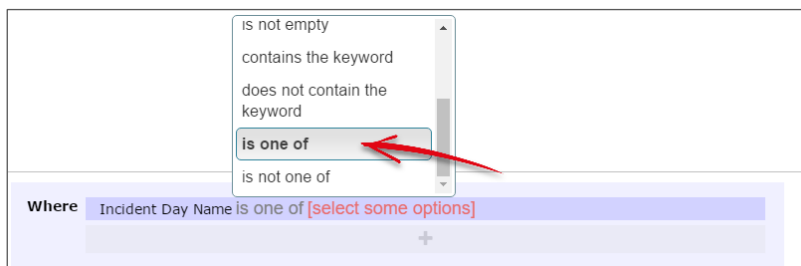 is not empty
contains the keyword
does not contain the
keyword
is one of
is not one of
Where Incident Day Name is one of [select some options]
+